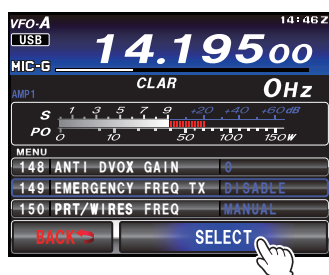 VFO-A 14:46Z
USB 14.19500
MIC-G
AMP1 CLAR 0Hz
S 1 3 5 7 9 +20 +40 +60dB
PO 0 10 50 100 150W
MENU
148 ANTI DVOX GAIN 0
149 EMERGENCY FREQ TX DISABLE
150 PRT/WIRES FREQ MANUAL
BACK SELECT